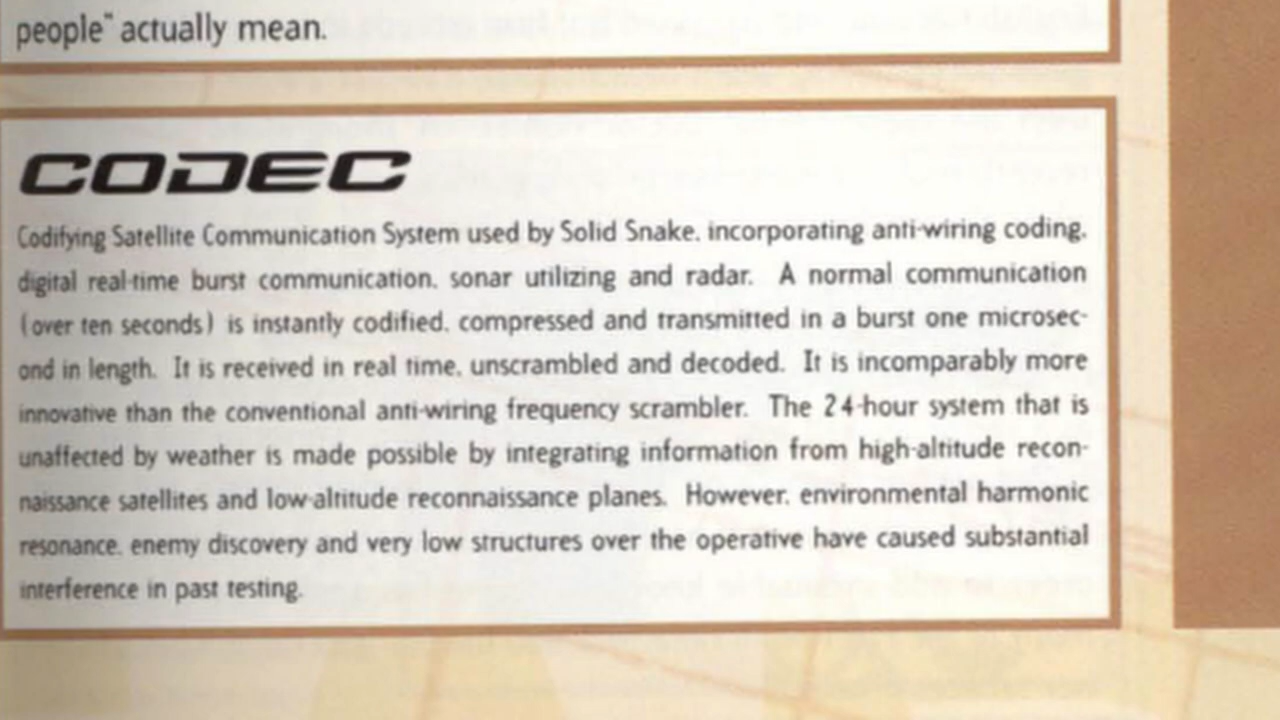 people" actually mean.
CODEC
Codifying Satellite Communication System used by Solid Snake, incorporating anti-wiring coding,
digital real-time burst communication, sonar utilizing and radar. A normal communication
(over ten seconds) is instantly codified, compressed and transmitted in a burst one microsec-
ond in length. It is received in real time, unscrambled and decoded. It is incomparably more
innovative than the conventional anti-wiring frequency scrambler. The 24-hour system that is
unaffected by weather is made possible by integrating information from high-altitude recon-
naissance satellites and low-altitude reconnaissance planes. However, environmental harmonic
resonance, enemy discovery and very low structures over the operative have caused substantial
interference in past testing.